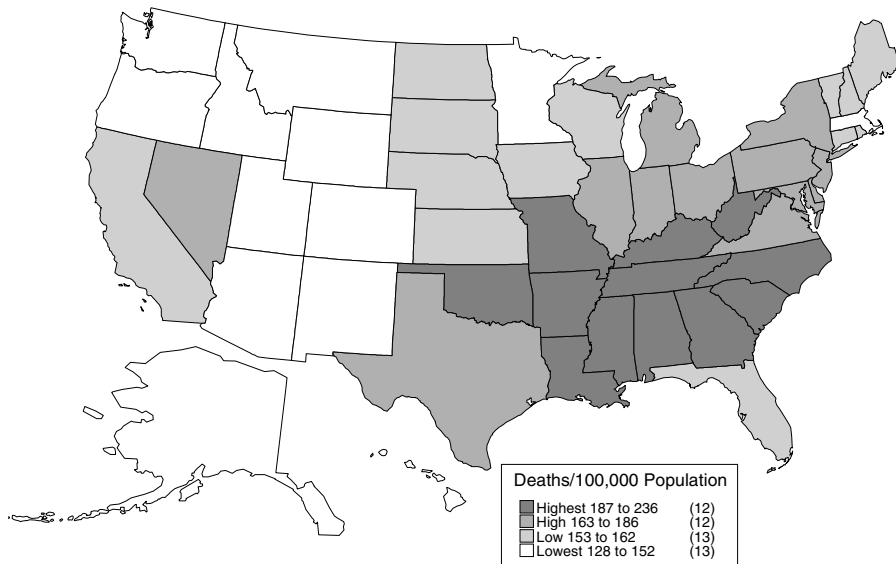 Deaths/100,000 Population
Highest 187 to 236 (12)
High 163 to 186 (12)
Low 153 to 162 (13)
Lowest 128 to 152 (13)